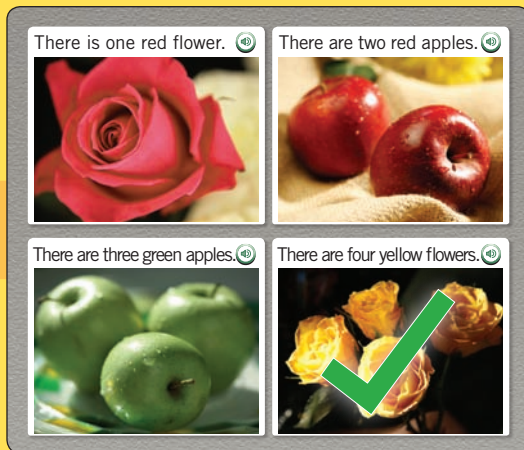 There is one red flower.
There are two red apples.
There are three green apples.
There are four yellow flowers.